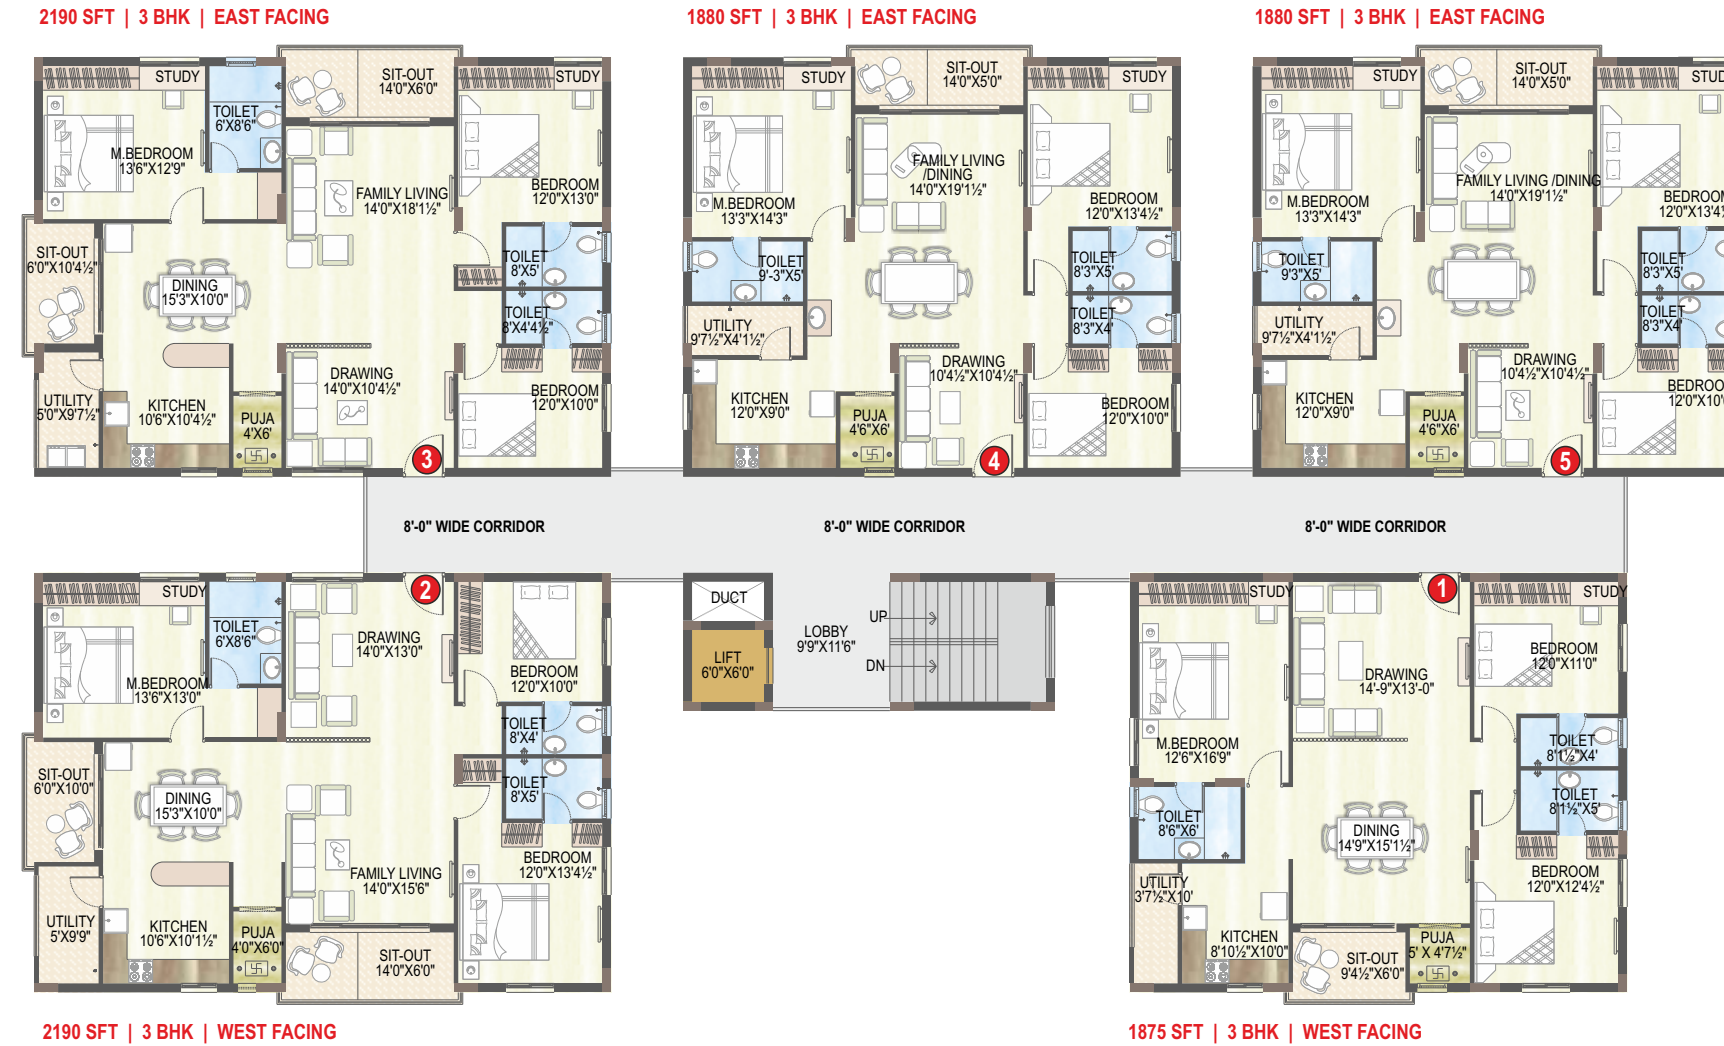 2190 SFT | 3 BHK | EAST FACING
1880 SFT | 3 BHK | EAST FACING
1880 SFT | 3 BHK | EAST FACING
STUDY
TOILET
6'X8'6"
M.BEDROOM
13'6"X12'9"
SIT-OUT
14'0"X6'0"
STUDY
FAMILY LIVING
14'0"X18'1½"
BEDROOM
12'0"X13'0"
SIT-OUT
6'0"X10'4½"
DINING
15'3"X10'0"
TOILET
8'X5'
TOILET
8'X4'4½"
UTILITY
5'0"X9'7½"
KITCHEN
10'6"X10'4½"
PUJA
4'X6'
DRAWING
14'0"X10'4½"
BEDROOM
12'0"X10'0"
3
STUDY
SIT-OUT
14'0"X5'0"
STUDY
M.BEDROOM
13'3"X14'3"
FAMILY LIVING
/DINING
14'0"X19'1½"
BEDROOM
12'0"X13'4½"
TOILET
9'-3"X5'
TOILET
8'3"X5'
TOILET
8'3"X4'
UTILITY
9'7½"X4'1½"
KITCHEN
12'0"X9'0"
PUJA
4'6"X6'
DRAWING
10'4½"X10'4½"
BEDROOM
12'0"X10'0"
4
STUDY
SIT-OUT
14'0"X5'0"
M.BEDROOM
13'3"X14'3"
FAMILY LIVING /DINING
14'0"X19'1½"
TOILET
9'3"X5'
TOILET
8'3"X5'
TOILET
8'3"X4'
UTILITY
9'7½"X4'1½"
KITCHEN
12'0"X9'0"
PUJA
4'6"X6'
DRAWING
10'4½"X10'4½"
5
8'-0" WIDE CORRIDOR
8'-0" WIDE CORRIDOR
8'-0" WIDE CORRIDOR
STUDY
TOILET
6'X8'6"
M.BEDROOM
13'6"X13'0"
2
DRAWING
14'0"X13'0"
BEDROOM
12'0"X10'0"
TOILET
8'X4'
TOILET
8'X5'
SIT-OUT
6'0"X10'0"
DINING
15'3"X10'0"
FAMILY LIVING
14'0"X15'6"
BEDROOM
12'0"X13'4½"
UTILITY
5'X9'9"
KITCHEN
10'6"X10'1½"
PUJA
4'0"X6'0"
SIT-OUT
14'0"X6'0"
DUCT
LIFT
6'0"X6'0"
LOBBY
9'9"X11'6"
UP
DN
STUDY
1
STUDY
DRAWING
14'-9"X13'-0"
BEDROOM
12'0"X11'0"
M.BEDROOM
12'6"X16'9"
TOILET
8'1½"X4'
TOILET
8'1½"X5'
TOILET
8'6"X6'
DINING
14'9"X15'1½"
UTILITY
3'7½"X10'
KITCHEN
8'10½"X10'0"
SIT-OUT
9'4½"X6'0"
PUJA
5' X 4'7½"
BEDROOM
12'0"X12'4½"
2190 SFT | 3 BHK | WEST FACING
1875 SFT | 3 BHK | WEST FACING